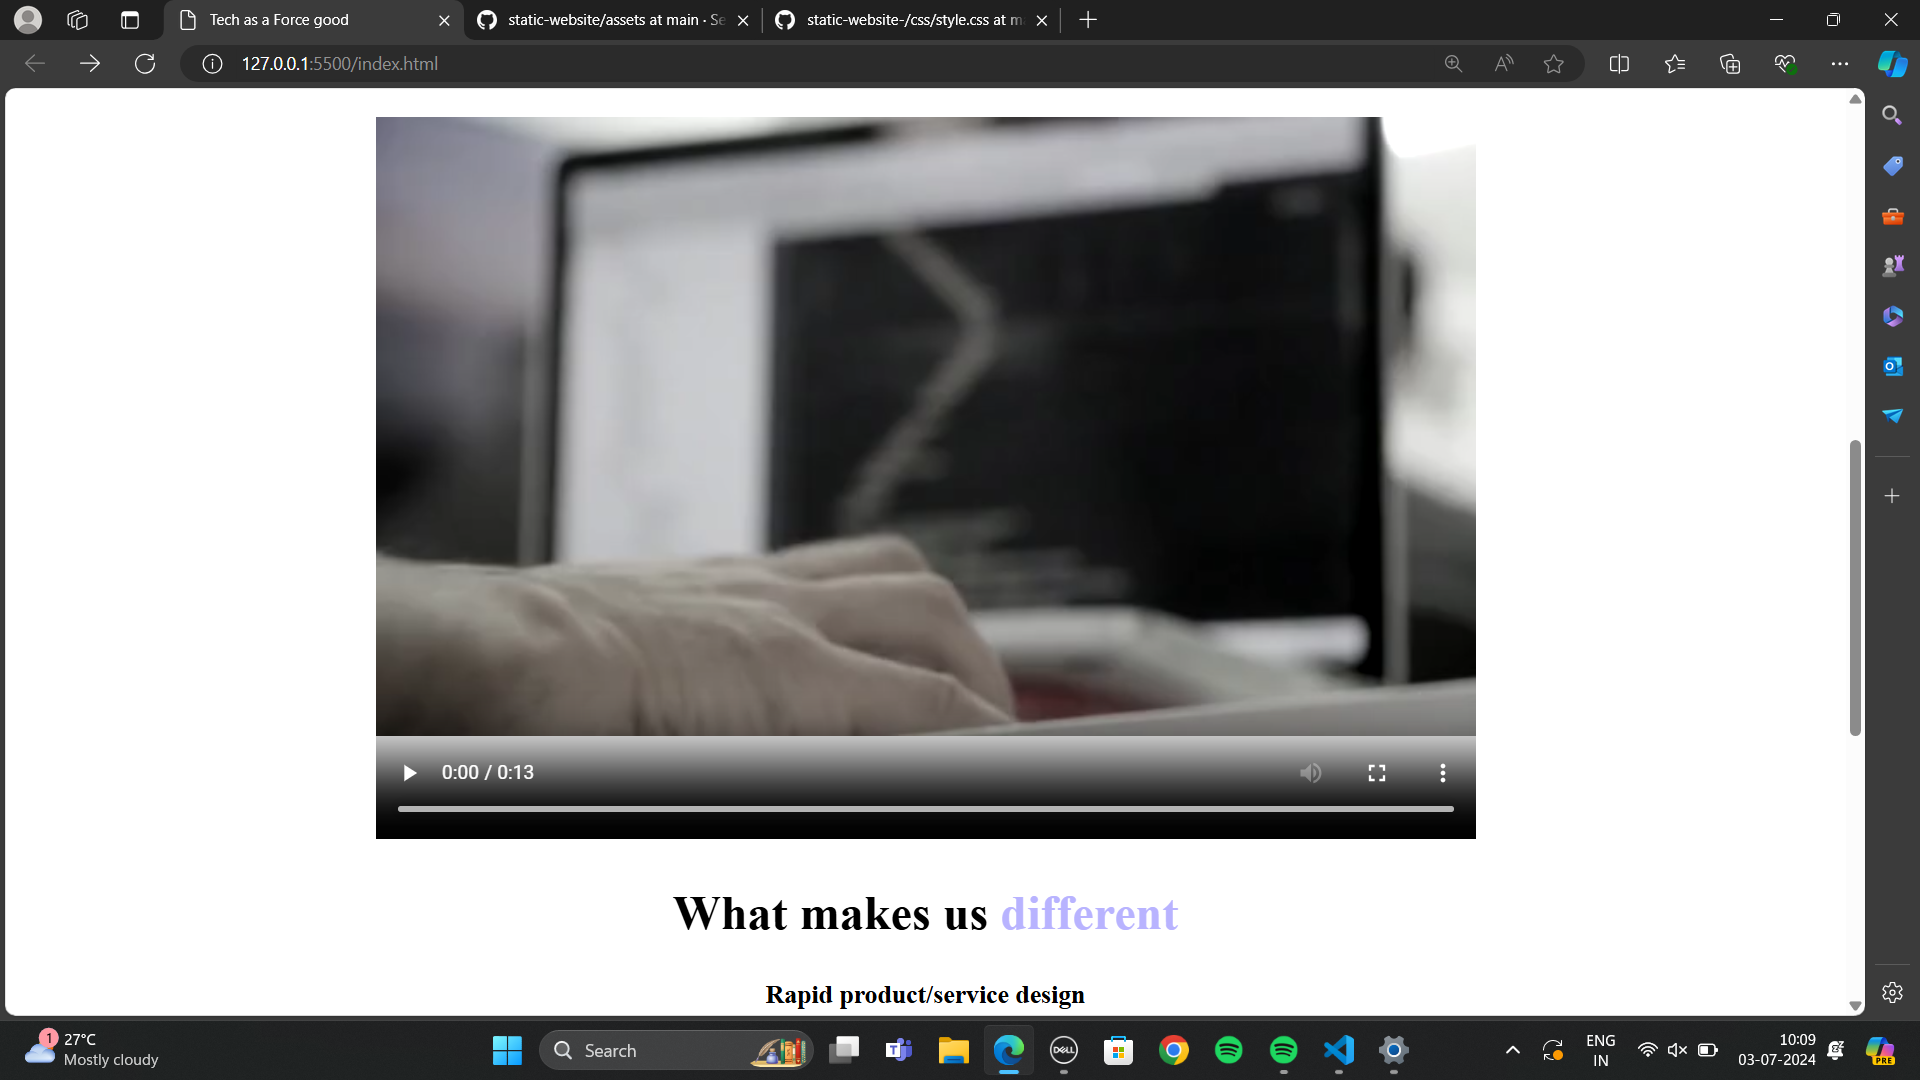 Tech as a Force good
static-website/assets at main · Se
static-website-/css/style.css at m
127.0.0.1:5500/index.html
0:00 / 0:13
What makes us different
Rapid product/service design
1
27°C
Mostly cloudy
Search
DELL
PRE
ENG
IN
10:09
03-07-2024